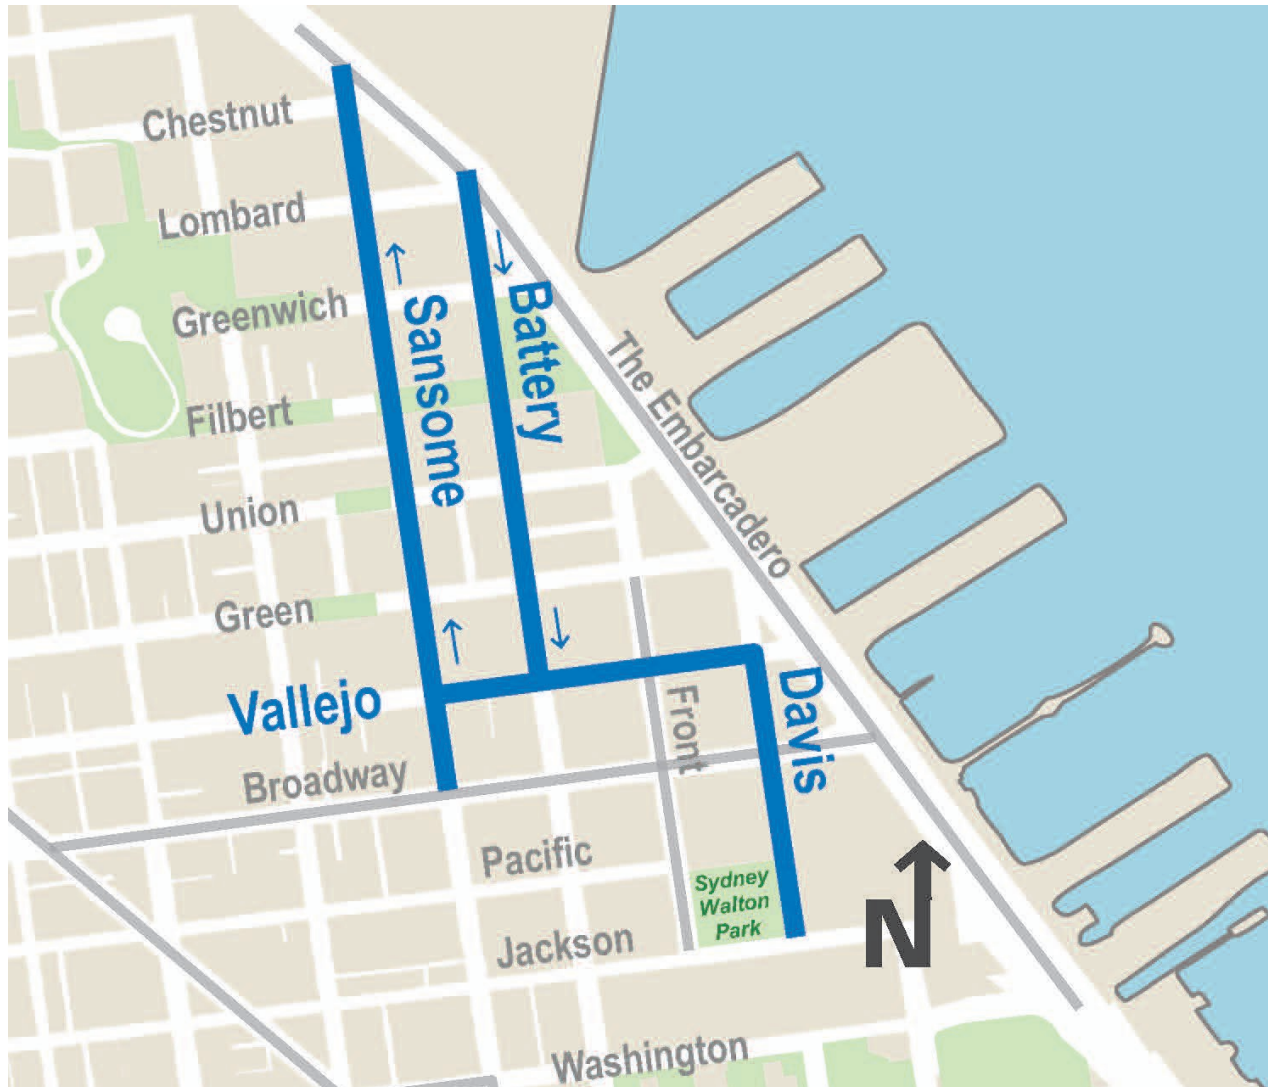 Chestnut
Lombard
Greenwich
Sansome
Battery
The Embarcadero
Filbert
Union
Green
Vallejo
Front
Davis
Broadway
Pacific
Sydney
Walton
Park
N
Jackson
Washington